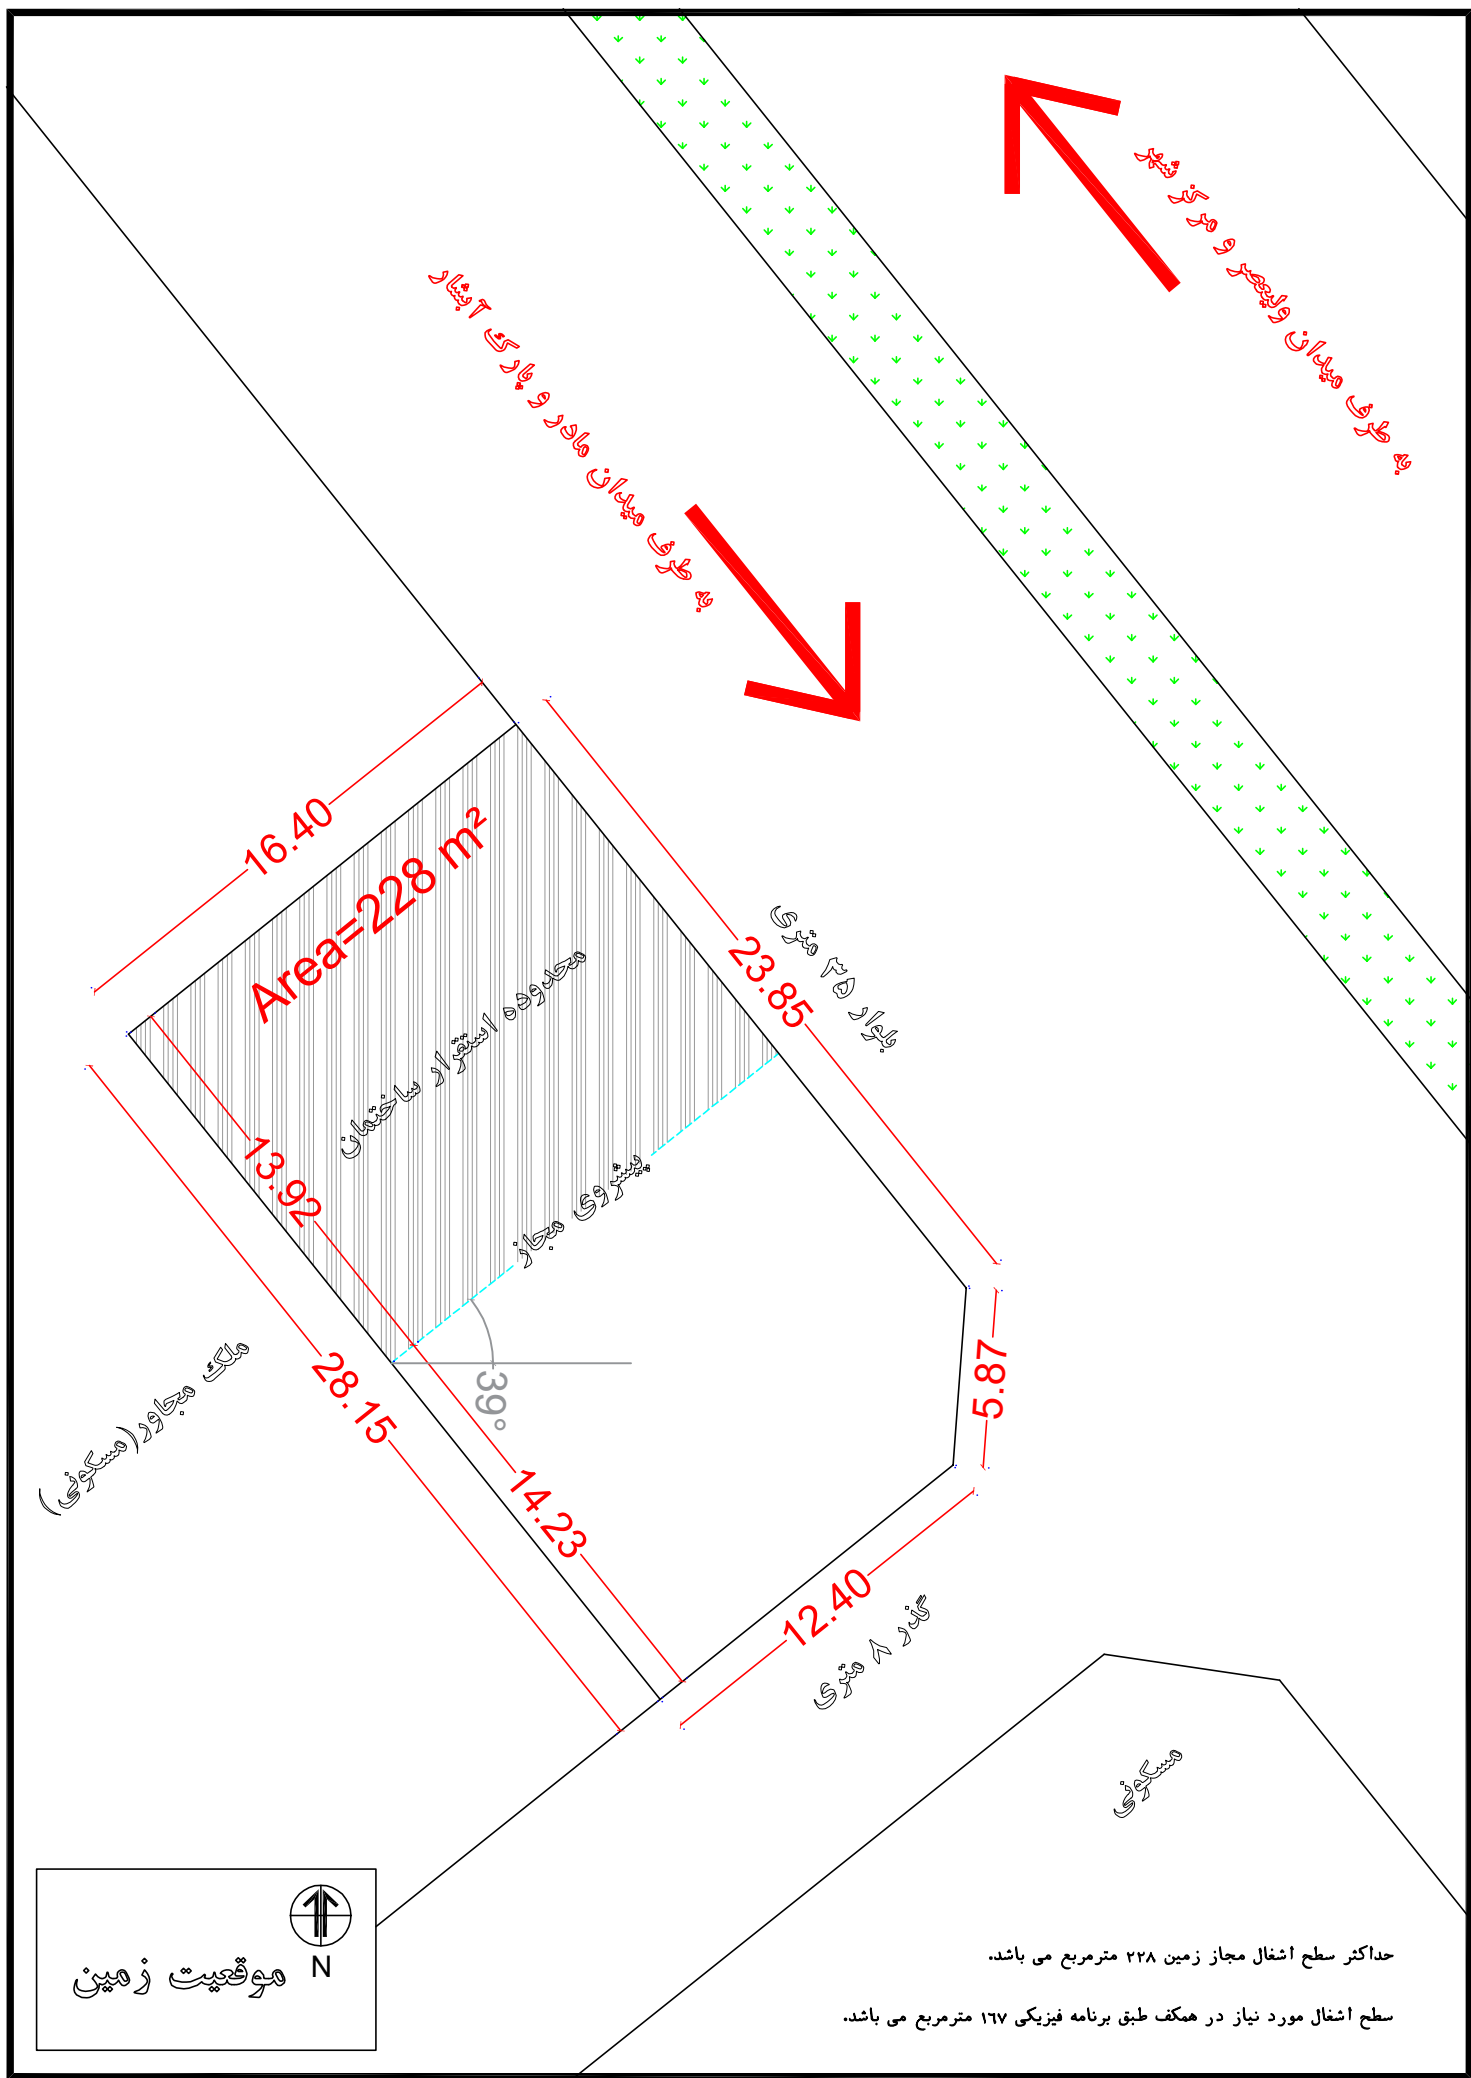 به طرف میدان ولیعصر و مرکز شهر
به طرف میدان مادر و پارک آبشار
16.40
Area=228 m²
محدوده استقرار ساختمان
23.85
بلوار ۳۵ متری
13.92
پیشروی مجاز
28.15
39°
5.87
ملک مجاور(مسکونی)
14.23
12.40
گذر ۸ متری
مسکونی
N
موقعیت زمین
حداکثر سطح اشغال مجاز زمین ۲۲۸ مترمربع می باشد.
سطح اشغال مورد نیاز در همکف طبق برنامه فیزیکی ۱۶۷ مترمربع می باشد.